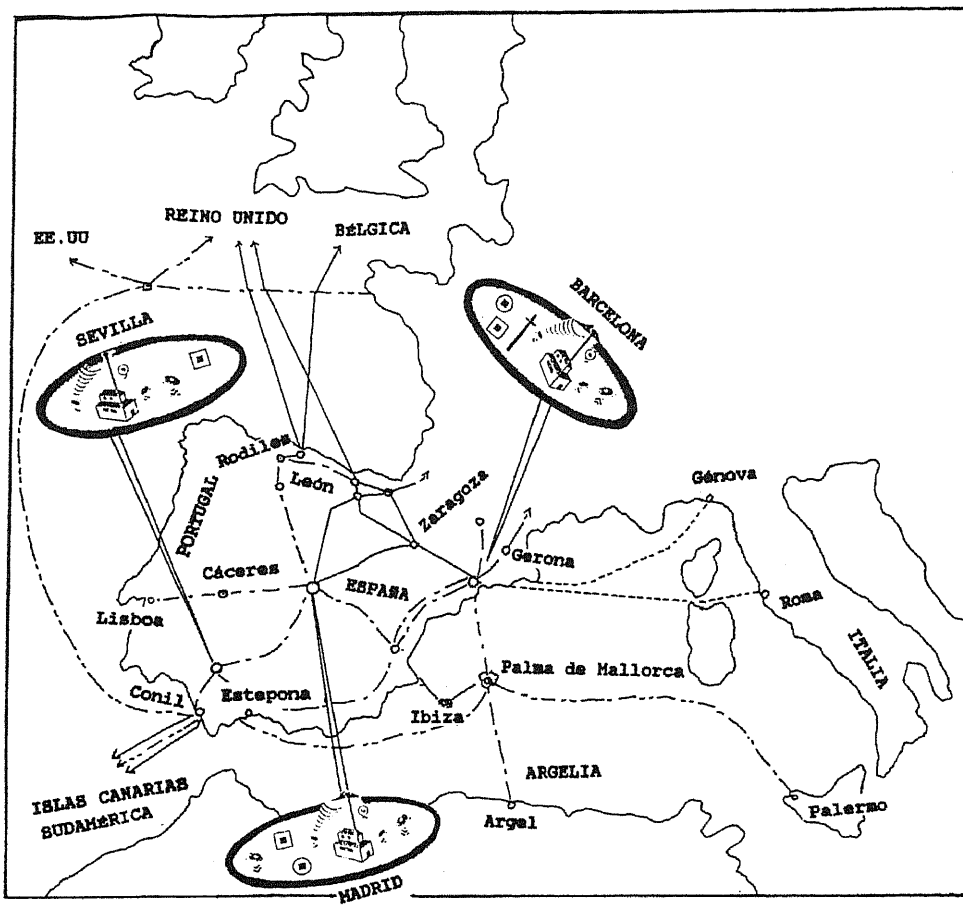 REINO UNIDO
BÉLGICA
EE.UU
BARCELONA
SEVILLA
Rodiles
León
PORTUGAL
Zaragoza
Génova
Gerona
Cáceres
ESPAÑA
Lisboa
Roma
ITALIA
Palma de Mallorca
Conil
Estepona
Ibiza
ARGELIA
ISLAS CANARIAS
SUDAMÉRICA
Argel
Palermo
MADRID